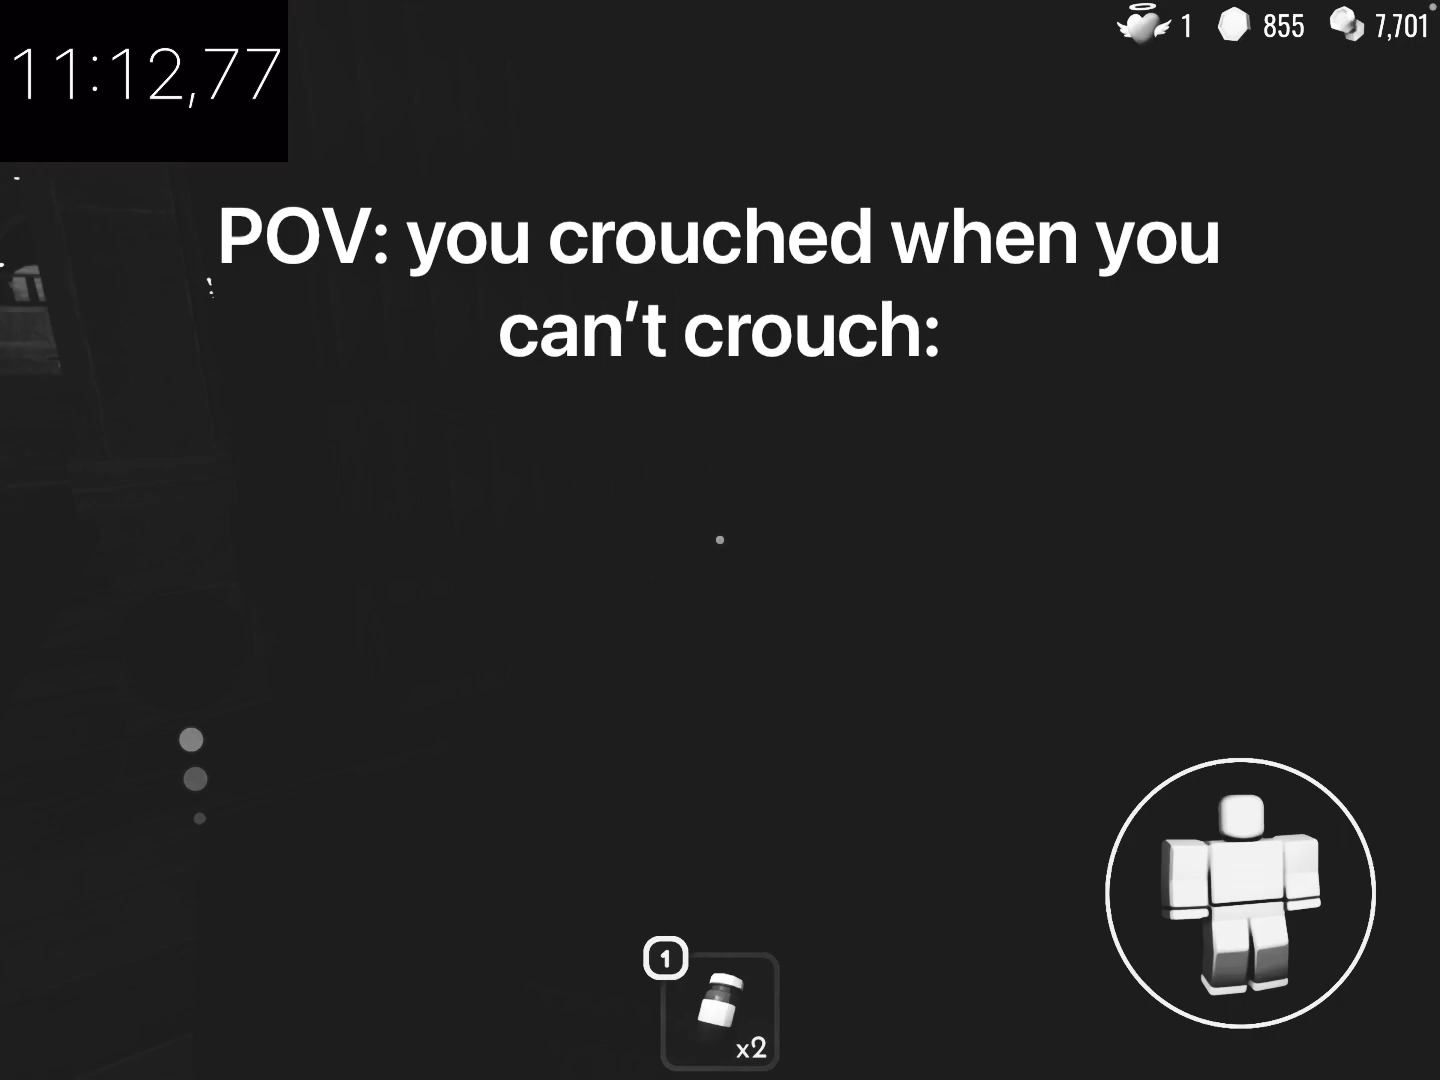 11:12,77
1 855 7,701
POV: you crouched when you
can't crouch:
1
x2